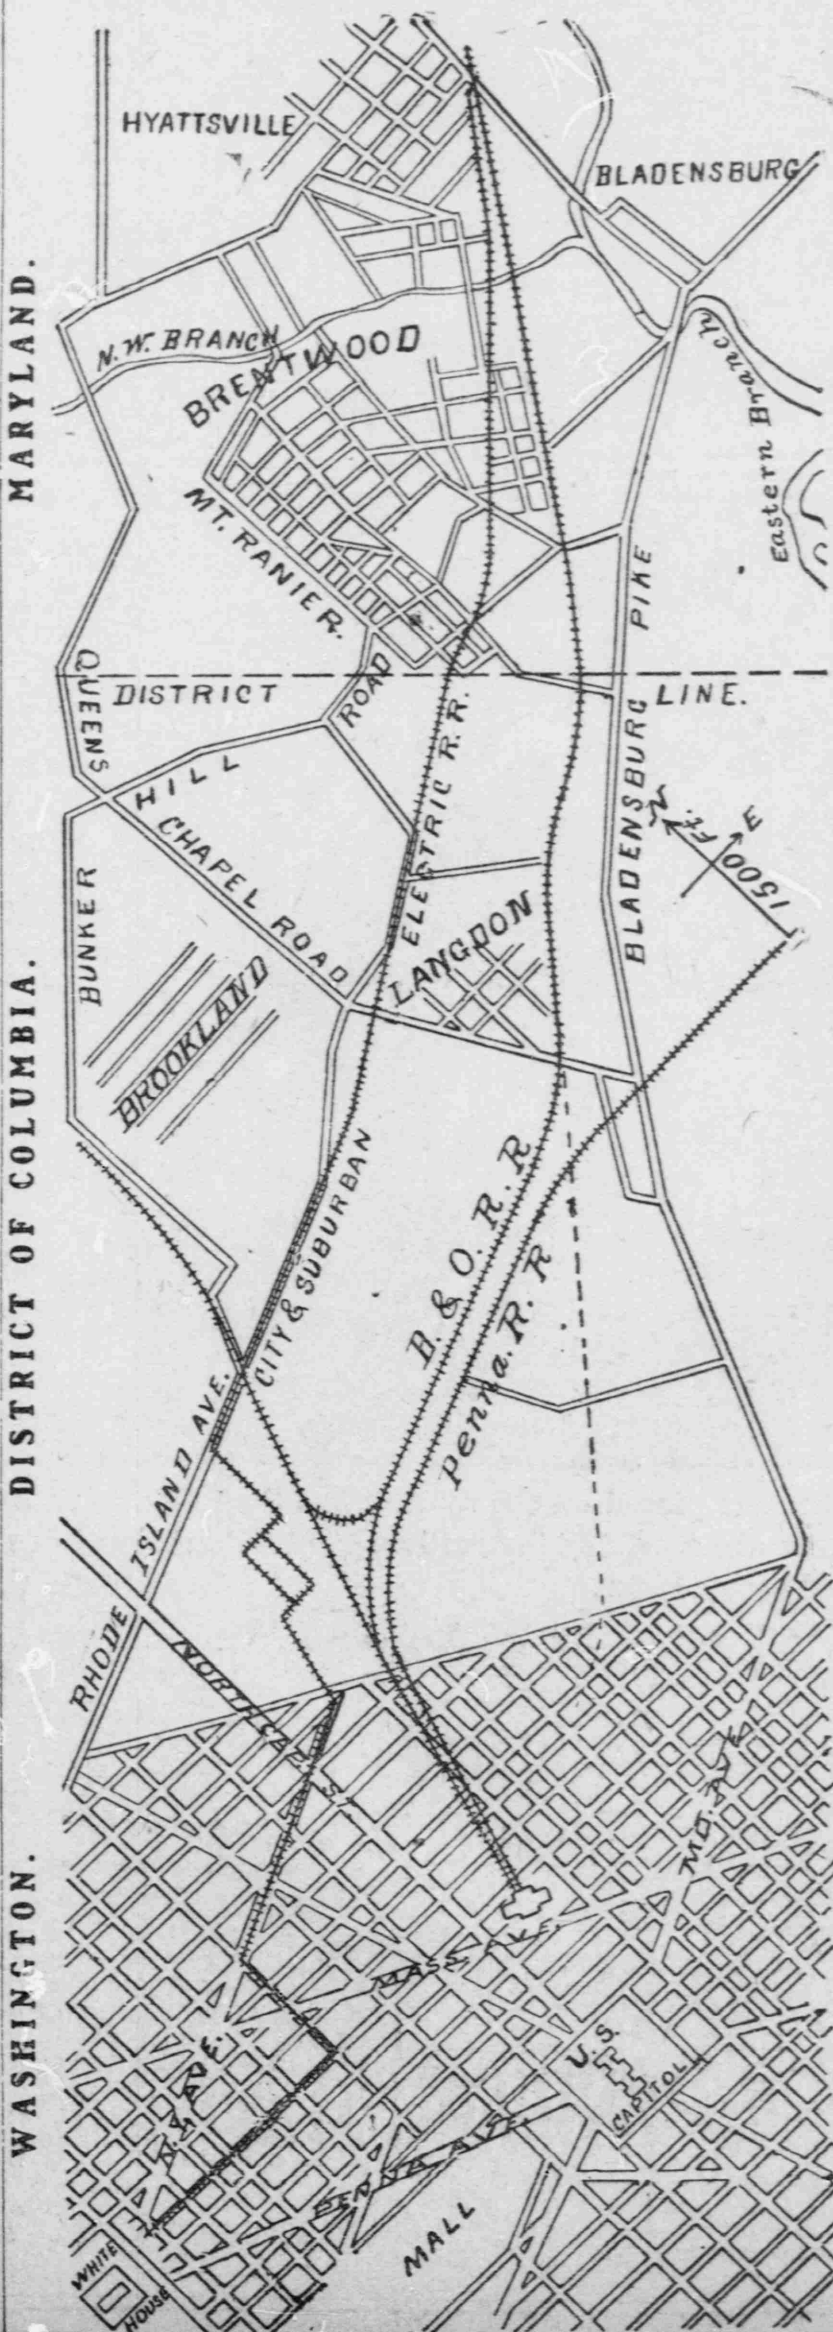 HYATTSVILLE
BLADENSBURG
MARYLAND.
N.W. BRANCH
BRENTWOOD
Eastern Branch
MT. RANIER.
PIKE
QUEENS
DISTRICT
LINE.
ROAD
HILL
CHAPEL ROAD
ELECTRIC R.R.
BLADENSBURG
N
E
1500 Ft.
BUNKER
LANGDON
BROOKLAND
DISTRICT OF COLUMBIA.
CITY & SUBURBAN
B. & O. R. R
Penna. R. R
RHODE ISLAND AVE.
NORTH CAP. ST.
MD. AVE
MASS AVE.
WASHINGTON.
U.S.
CAPITOL
AVE.
PENNA. AVE.
MALL
WHITE
HOUSE